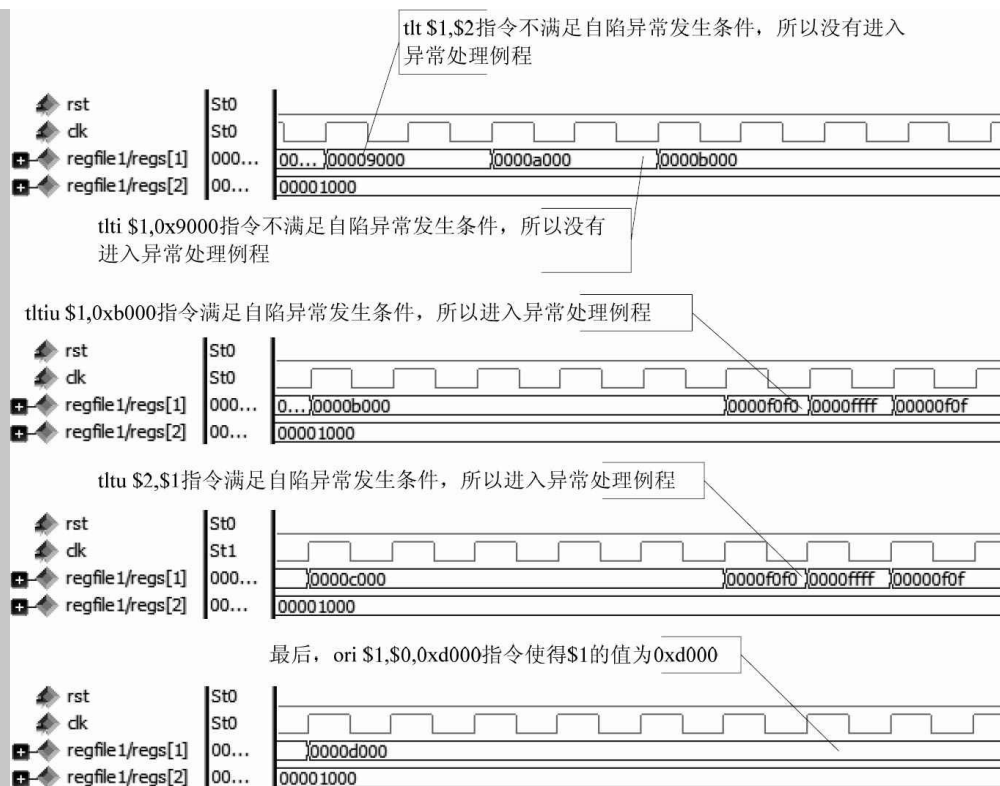 tlt $1,$2指令不满足自陷异常发生条件，所以没有进入
异常处理例程
rst St0
clk St0
regfile1/regs[1] 000... 00... 00009000 0000a000 0000b000
regfile1/regs[2] 00... 00001000
tlti $1,0x9000指令不满足自陷异常发生条件，所以没有
进入异常处理例程
tltiu $1,0xb000指令满足自陷异常发生条件，所以进入异常处理例程
rst St0
clk St0
regfile1/regs[1] 000... 0... 0000b000 0000f0f0 0000ffff 00000f0f
regfile1/regs[2] 00... 00001000
tltu $2,$1指令满足自陷异常发生条件，所以进入异常处理例程
rst St0
clk St1
regfile1/regs[1] 000... 0000c000 0000f0f0 0000ffff 00000f0f
regfile1/regs[2] 00... 00001000
最后，ori $1,$0,0xd000指令使得$1的值为0xd000
rst St0
clk St0
regfile1/regs[1] 00... 0000d000
regfile1/regs[2] 00... 00001000